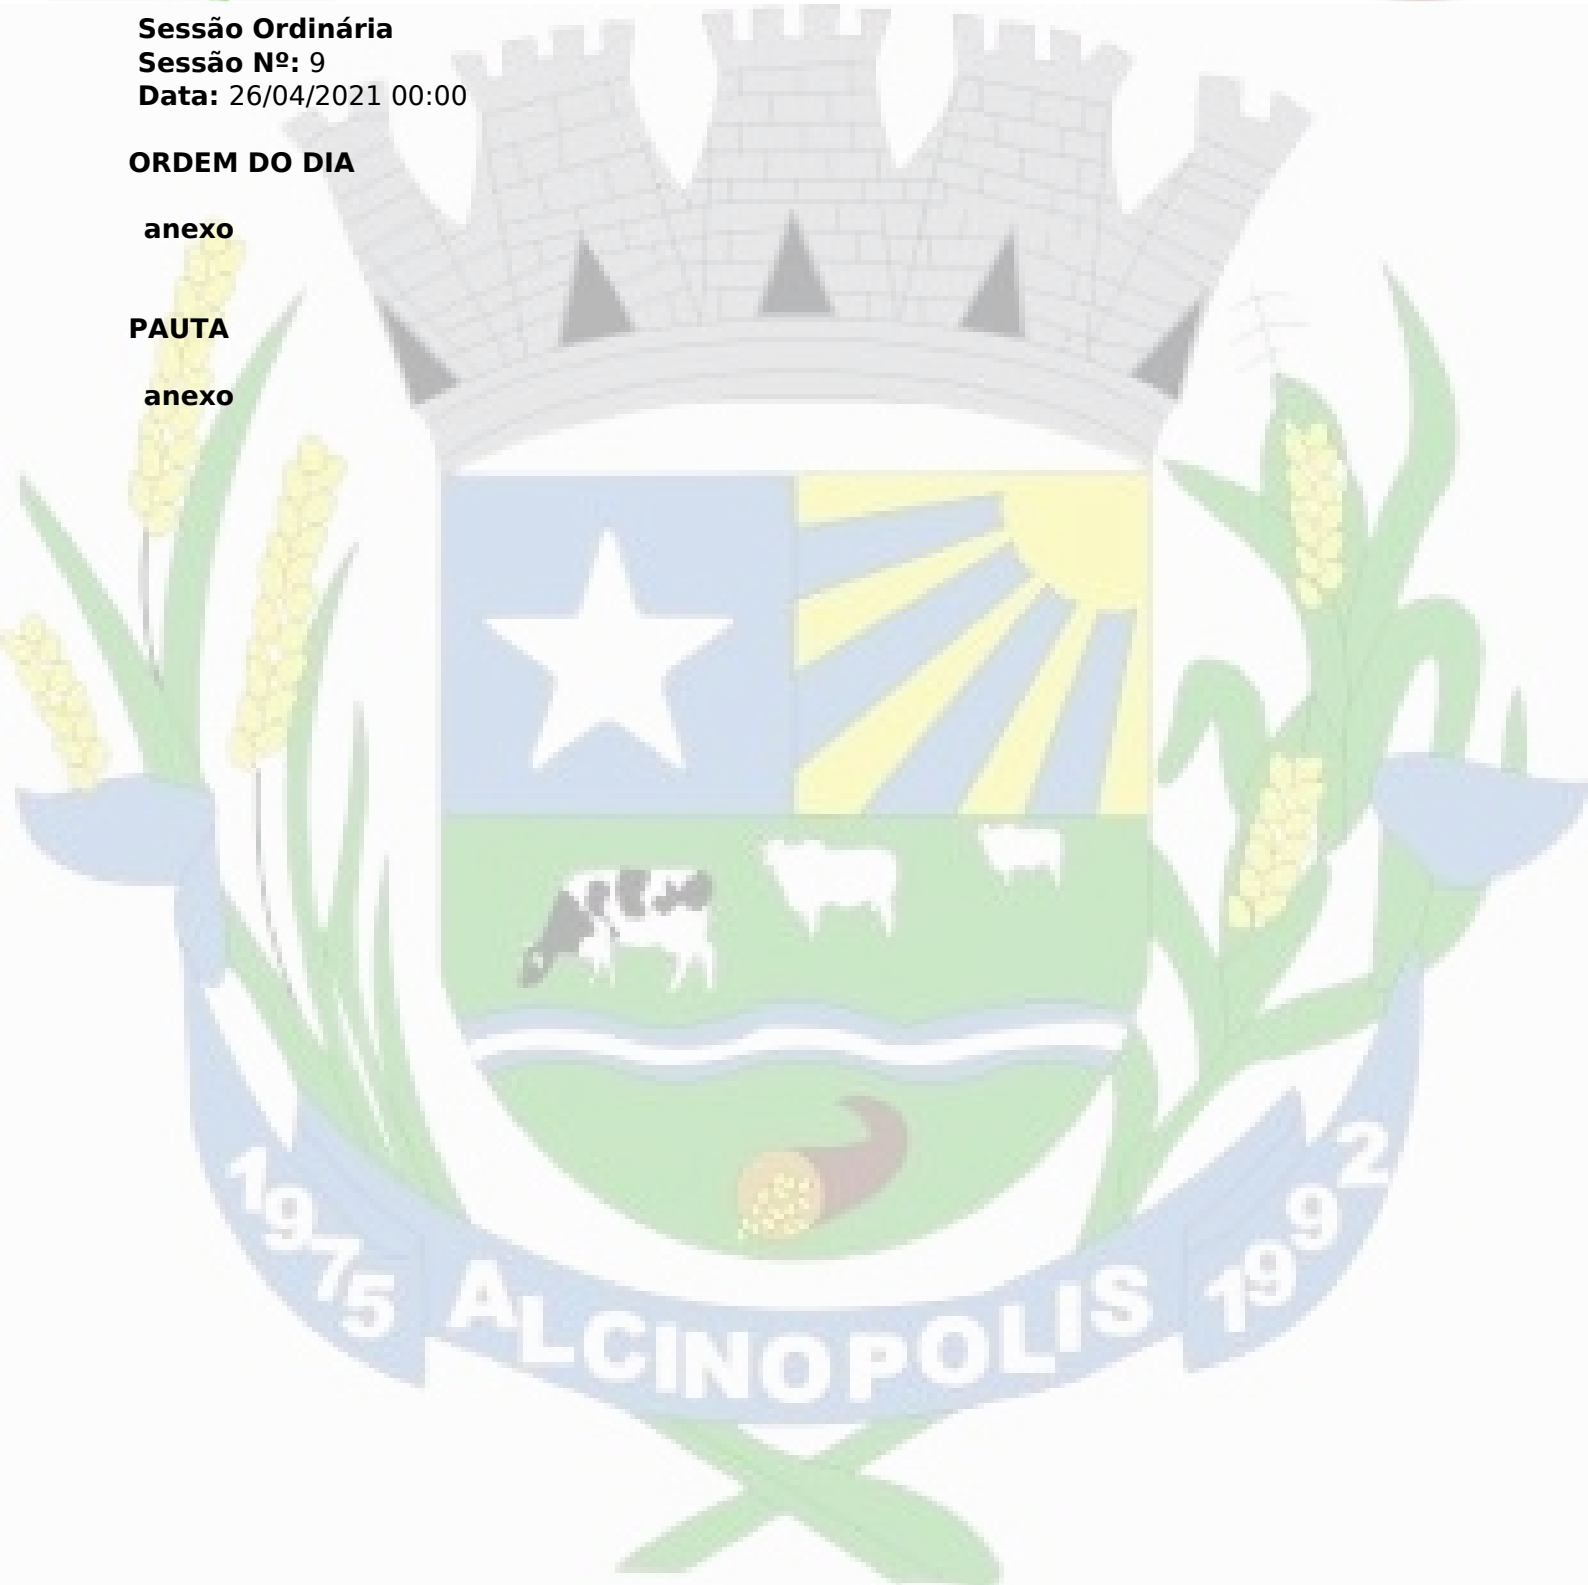 Sessão Ordinária
Sessão Nº: 9
Data: 26/04/2021 00:00
ORDEM DO DIA
anexo
PAUTA
anexo
1975 ALCINOPOLIS 1992